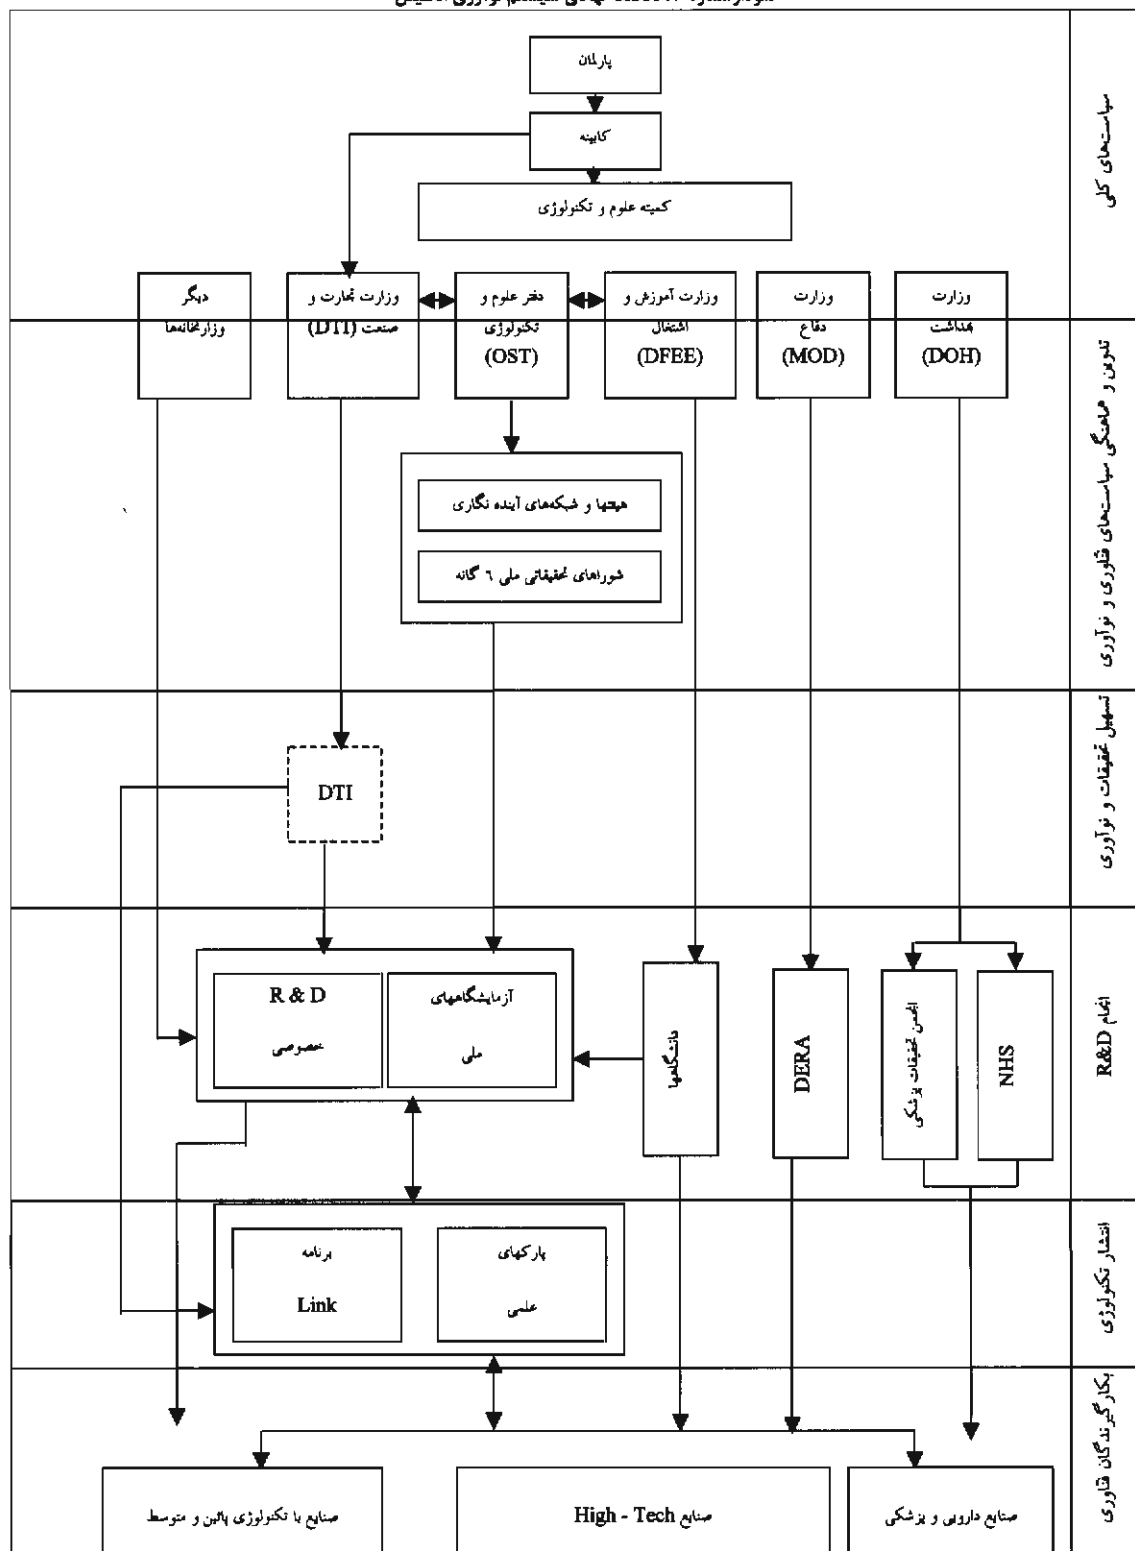 پارلمان
کابینه
کمیته علوم و تکنولوژی
سیاست‌های کلی
وزارت
بهداشت
(DOH)
وزارت
دفاع
(MOD)
وزارت آموزش و
اشتغال
(DFEE)
دفتر علوم و
تکنولوژی
(OST)
وزارت تجارت و
صنعت (DTI)
دیگر
وزارتخانه‌ها
هیئتها و شبکه‌های آینده نگاری
شوراهای تحقیقاتی ملی ٦ گانه
تدوین و هماهنگی سیاست‌های فناوری و نوآوری
DTI
تسهیل تحقیقات و نوآوری
NHS
انجمن تحقیقات پزشکی
DERA
دانشگاهها
آزمایشگاههای
ملی
R & D
خصوصی
انجام R&D
پارکهای
علمی
برنامه
Link
انتشار تکنولوژی
صنایع دارویی و پزشکی
صنایع High - Tech
صنایع با تکنولوژی پائین و متوسط
بکارگیرندگان فناوری